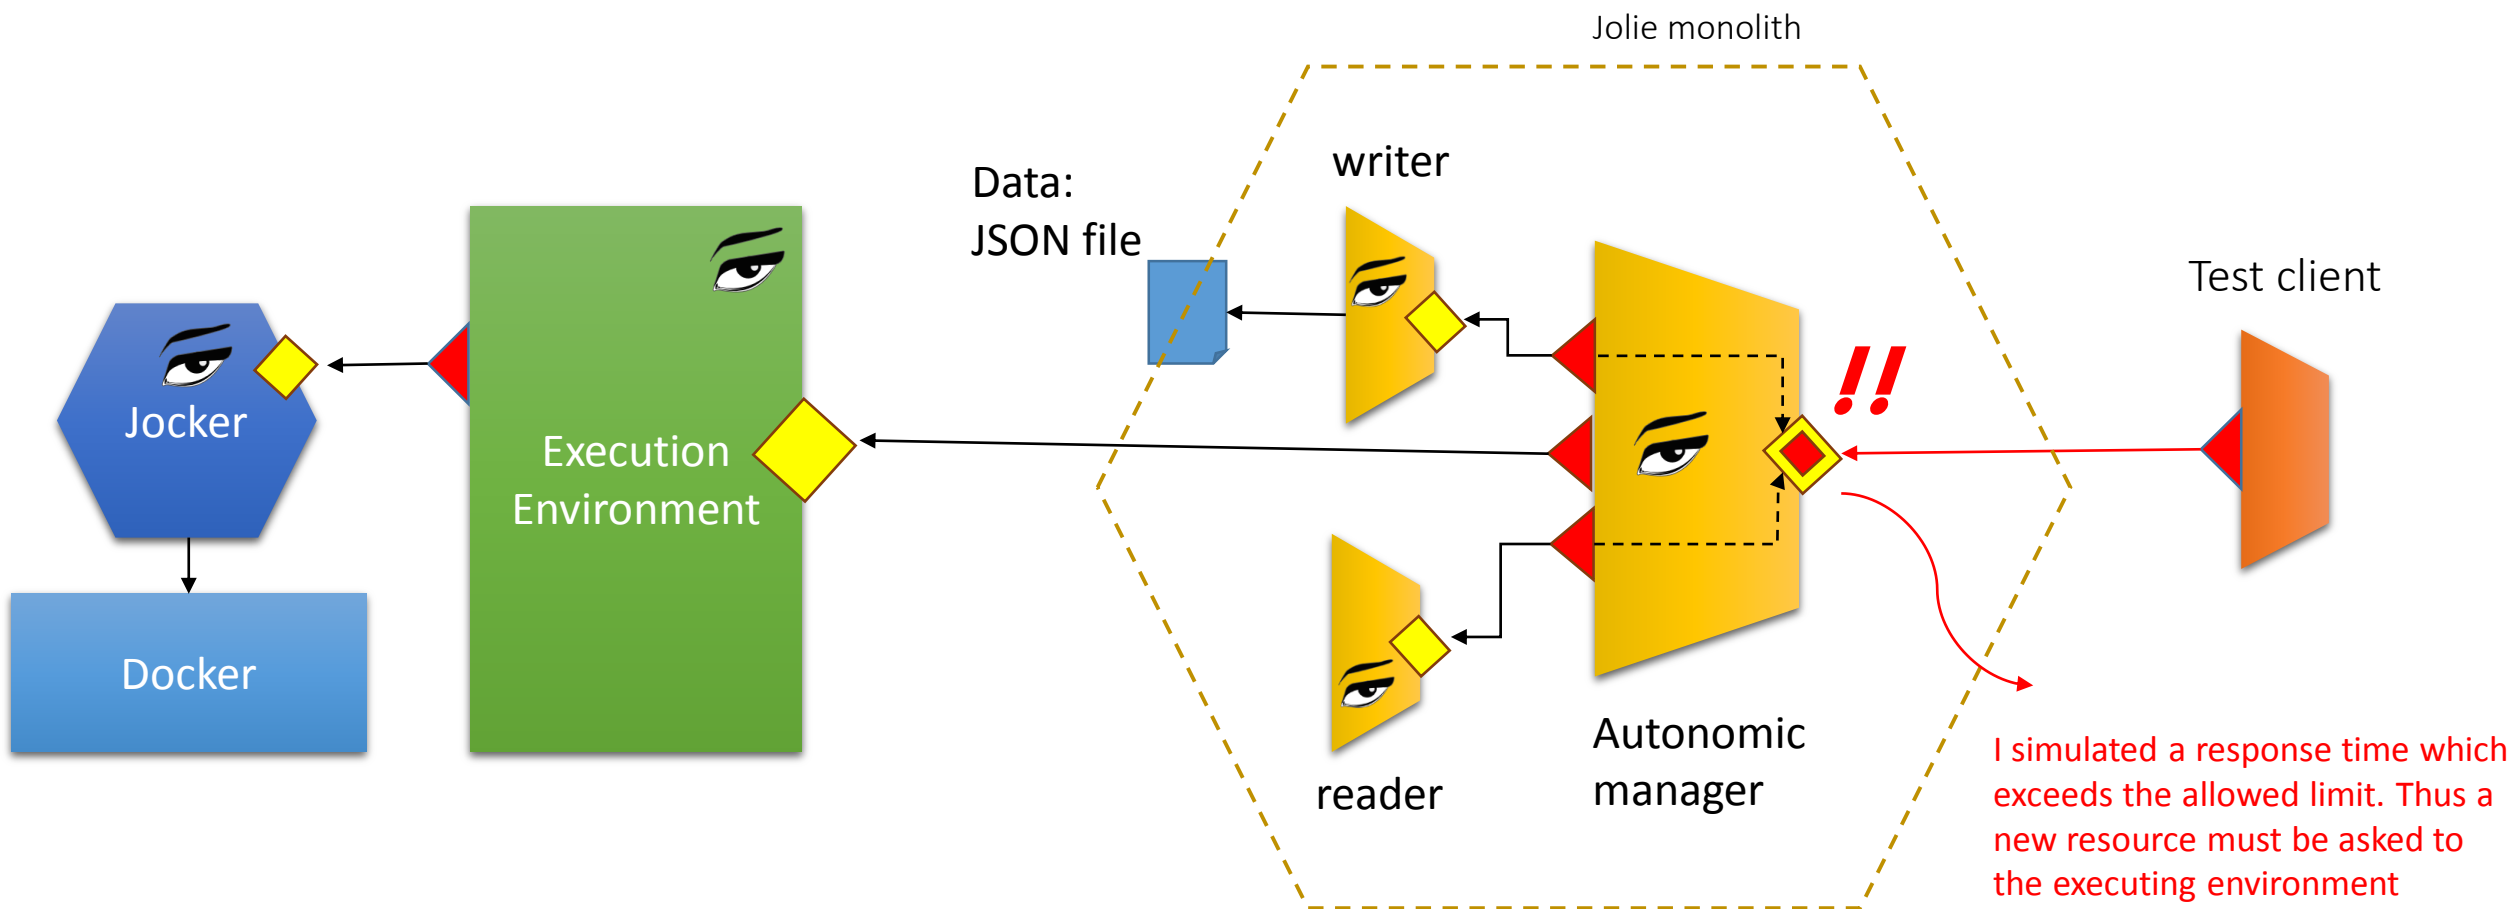 Jolie monolith
writer
Data:
JSON file
Test client
!!
Jocker
Execution
Environment
Docker
Autonomic
manager
reader
I simulated a response time which
exceeds the allowed limit. Thus a
new resource must be asked to
the executing environment